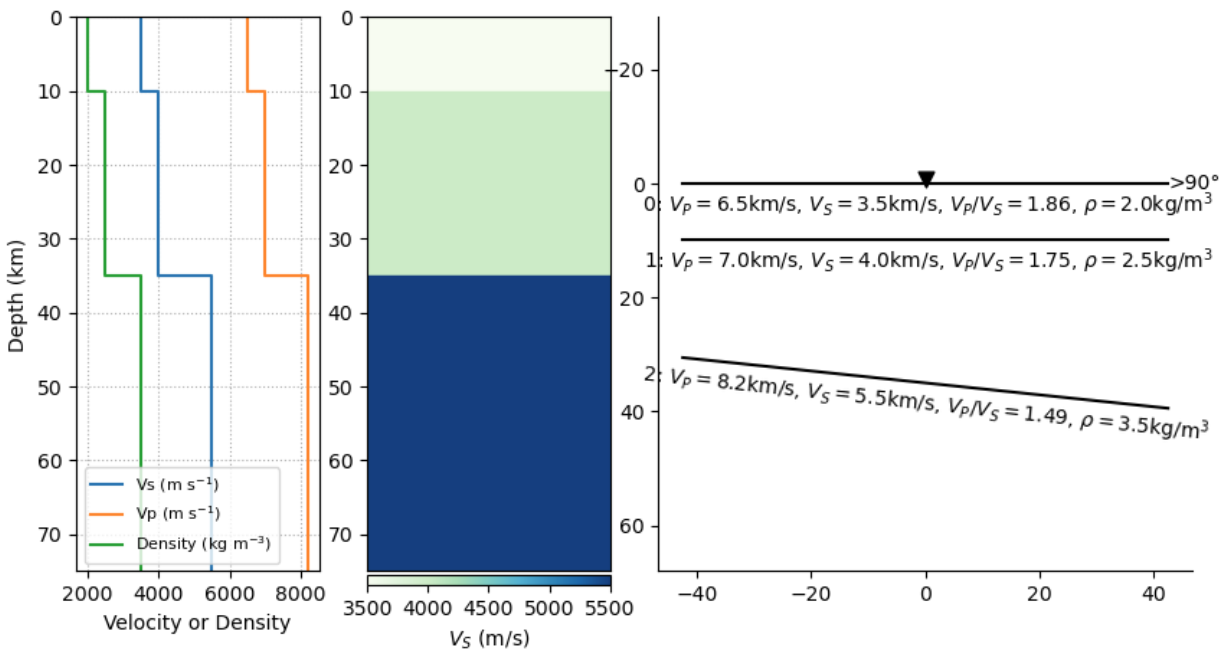 0
10
20
30
40
50
60
70
Depth (km)
Vs (m s⁻¹)
Vp (m s⁻¹)
Density (kg m⁻³)
2000 4000 6000 8000
Velocity or Density
0
10
20
30
40
50
60
70
3500 4000 4500 5000 5500
V_S (m/s)
−20
0
20
40
60
>90°
0: V_P = 6.5km/s, V_S = 3.5km/s, V_P/V_S = 1.86, ρ = 2.0kg/m³
1: V_P = 7.0km/s, V_S = 4.0km/s, V_P/V_S = 1.75, ρ = 2.5kg/m³
2: V_P = 8.2km/s, V_S = 5.5km/s, V_P/V_S = 1.49, ρ = 3.5kg/m³
−40 −20 0 20 40